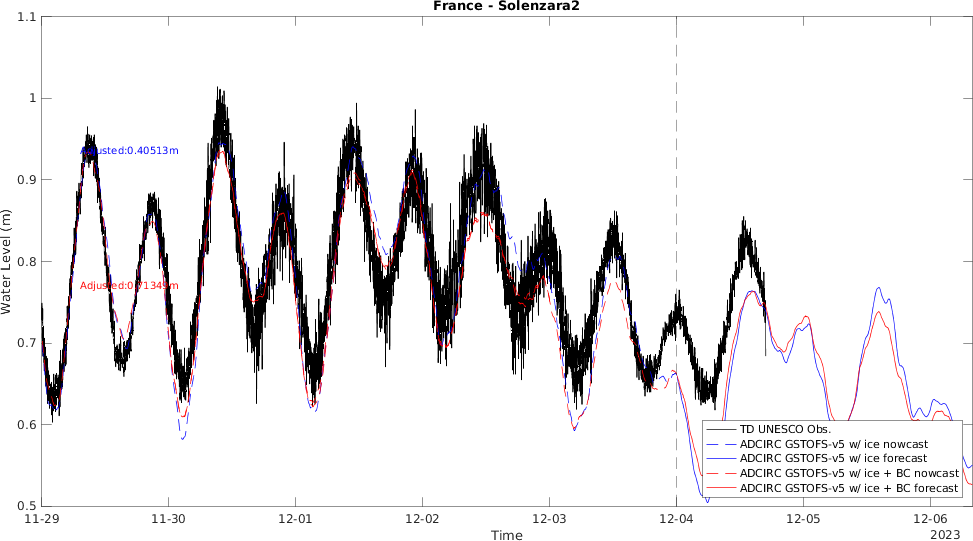 France - Solenzara2
1.1
1
0.9
0.8
0.7
0.6
0.5
Water Level (m)
Adjusted:0.40513m
TD UNESCO Obs.
ADCIRC GSTOFS-v5 w/ ice nowcast
ADCIRC GSTOFS-v5 w/ ice forecast
ADCIRC GSTOFS-v5 w/ ice + BC nowcast
ADCIRC GSTOFS-v5 w/ ice + BC forecast
11-29 11-30 12-01 12-02 12-03 12-04 12-05 12-06
Time
2023